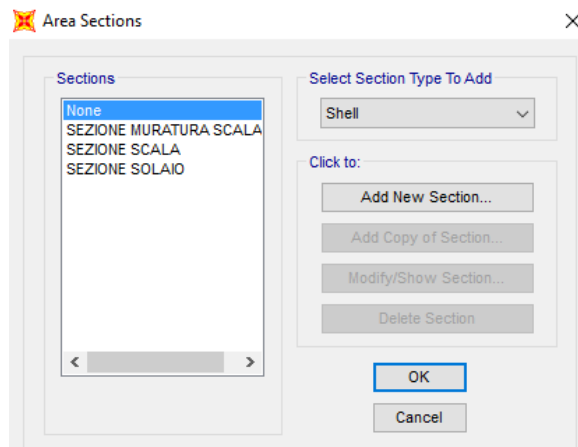 Area Sections
Sections
None
SEZIONE MURATURA SCALA
SEZIONE SCALA
SEZIONE SOLAIO
Select Section Type To Add
Shell
Click to:
Add New Section...
Add Copy of Section...
Modify/Show Section...
Delete Section
OK
Cancel